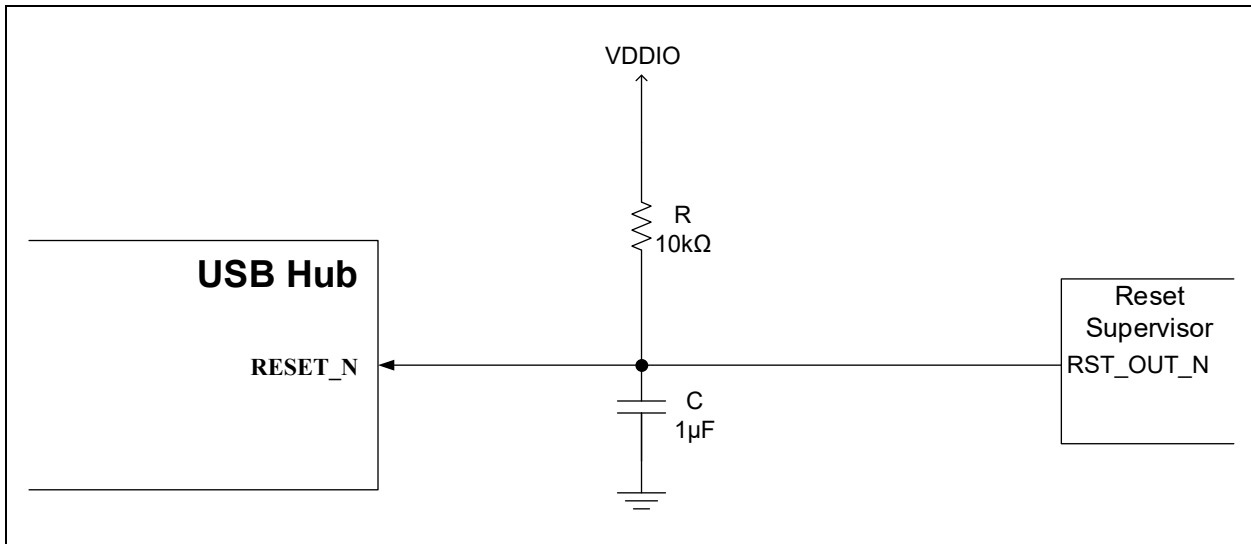 VDDIO
R
10kΩ
USB Hub
RESET_N
Reset
Supervisor
RST_OUT_N
C
1µF